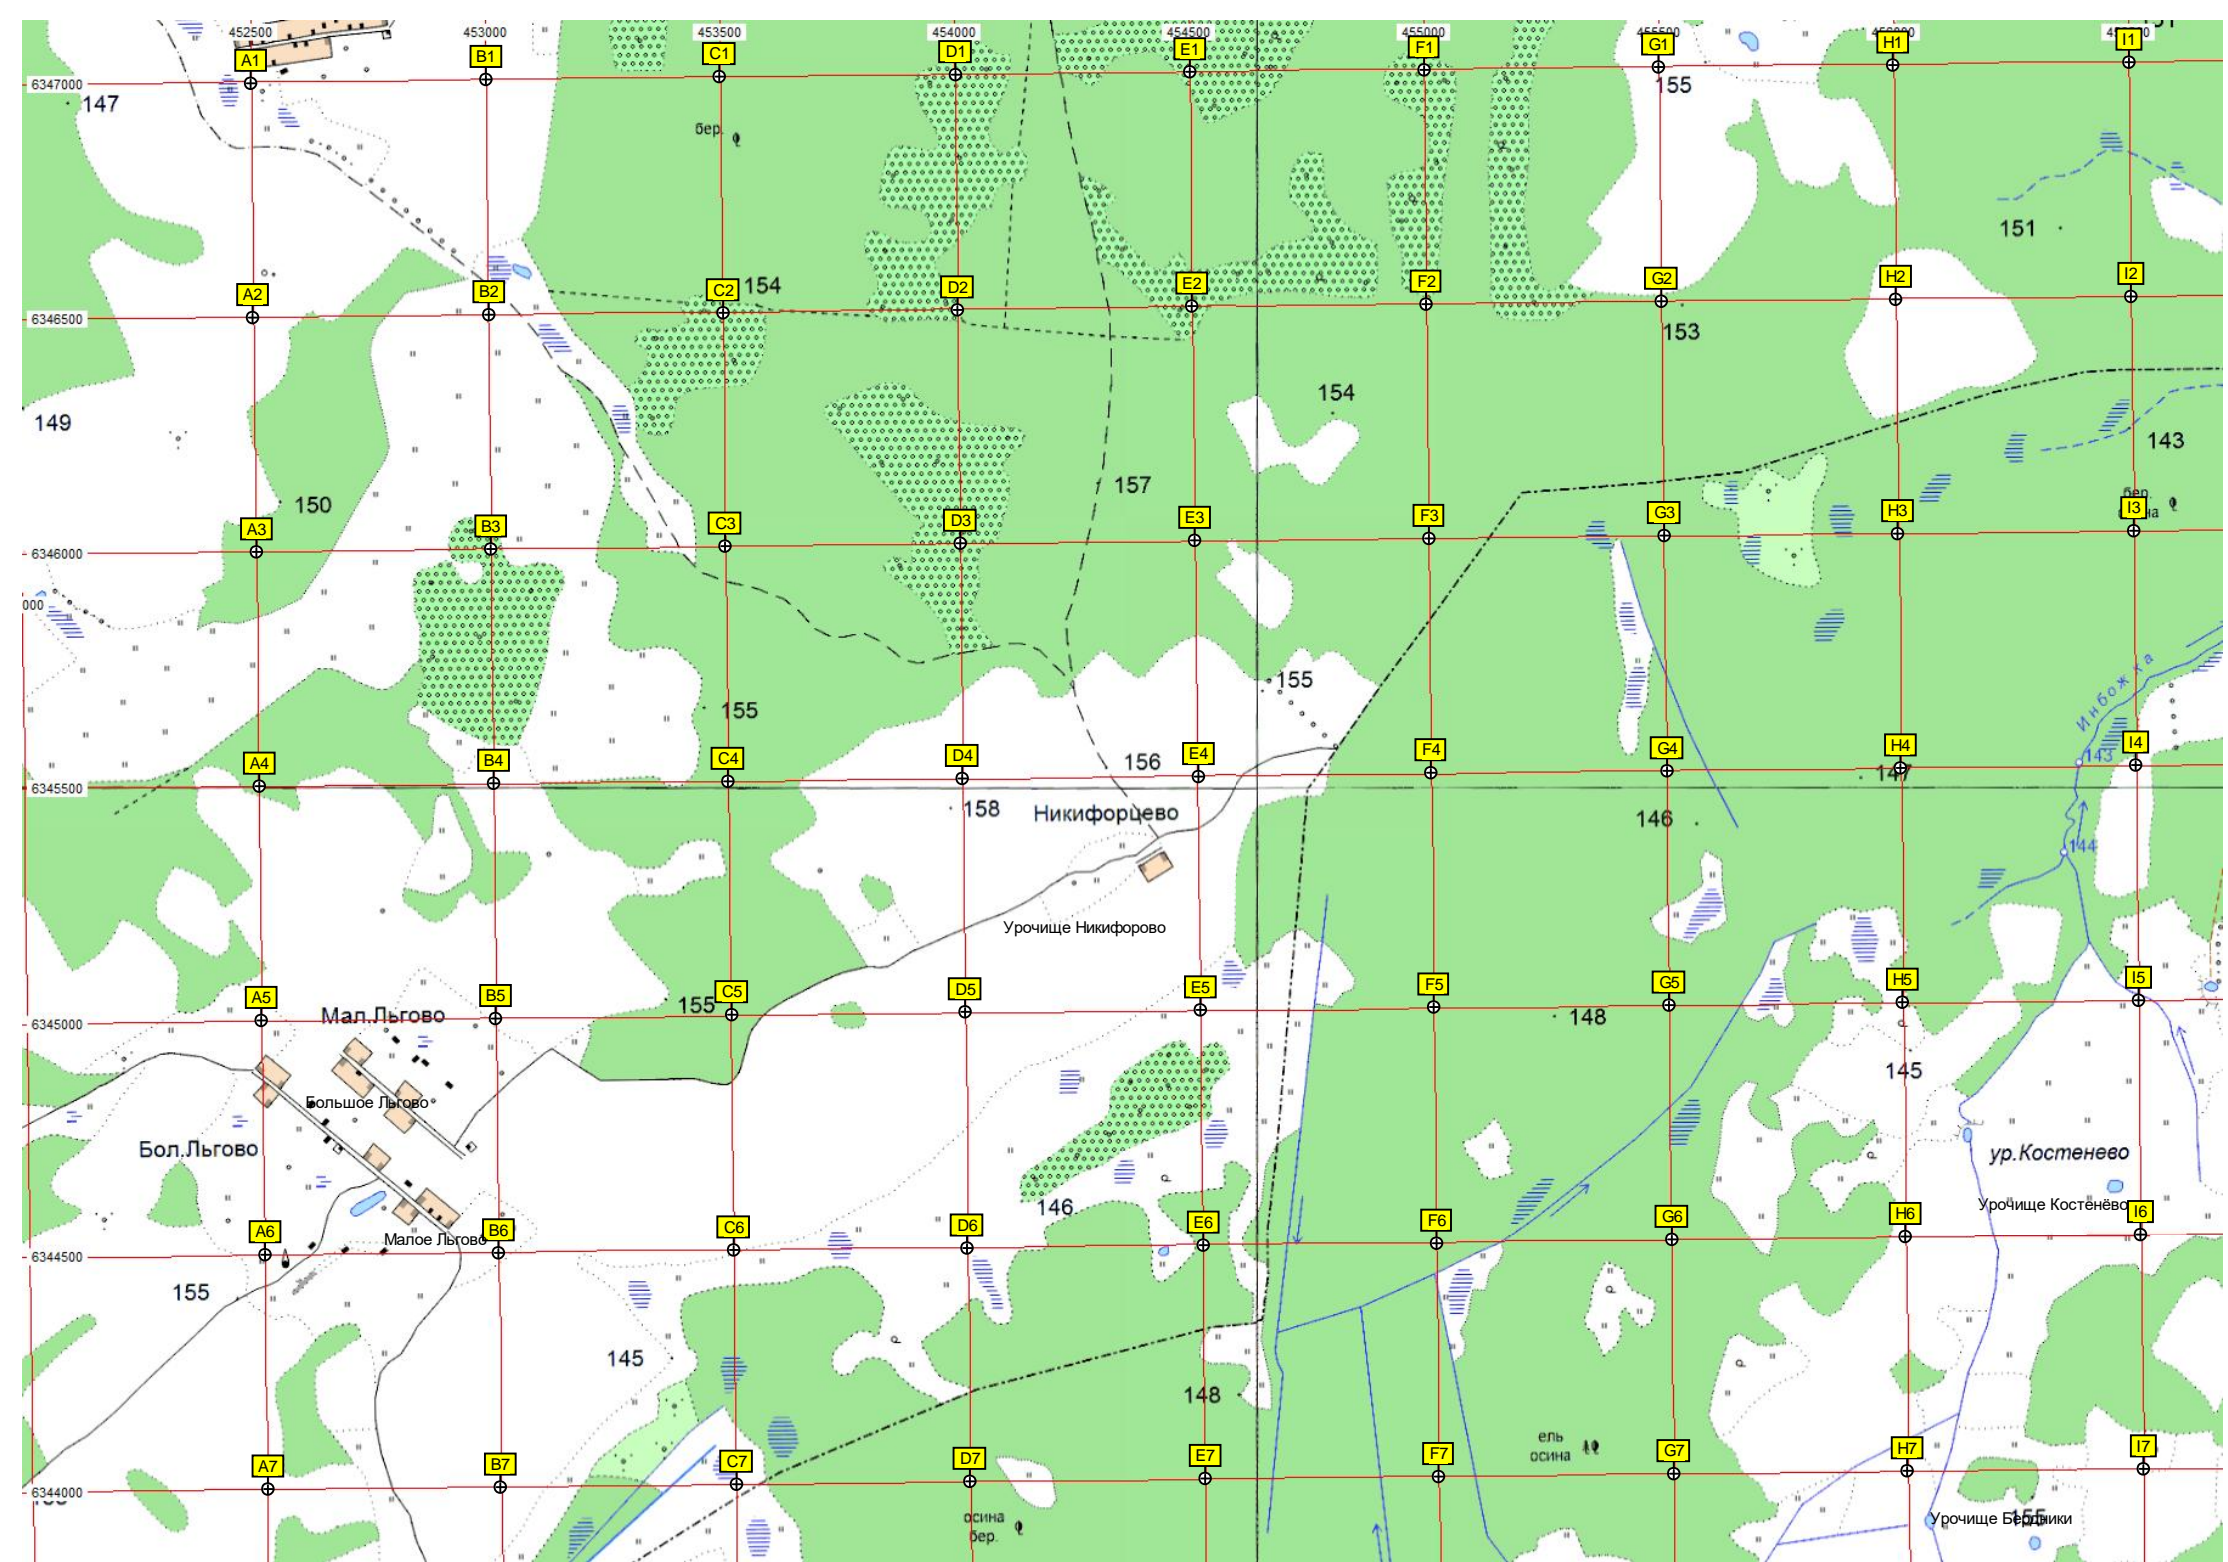 452500 453000 453500 454000 454500 455000
A1 B1 C1 D1 E1 F1 G1 H1 I1
6347000
147
155
бер.
151
A2 B2 C2 D2 E2 F2 G2 H2 I2
154
6346500
153
154
149
143
157
150
бер.
A3 B3 C3 D3 E3 F3 G3 H3 I3
6346000
000
Инбожка
155
155
A4 B4 C4 D4 E4 F4 G4 H4 I4
156
143
147
6345500
158
Никифорцево
146
144
Урочище Никифорово
A5 B5 C5 D5 E5 F5 G5 H5 I5
155
Мал.Льгово
148
6345000
145
Большое Льгово
Бол.Льгово
ур.Костенево
146
Урочище Костенёво
A6 B6 C6 D6 E6 F6 G6 H6 I6
Малое Льгово
6344500
155
145
148
ель
осина
A7 B7 C7 D7 E7 F7 G7 H7 I7
6344000
осина
бер.
Урочище Бердники
155